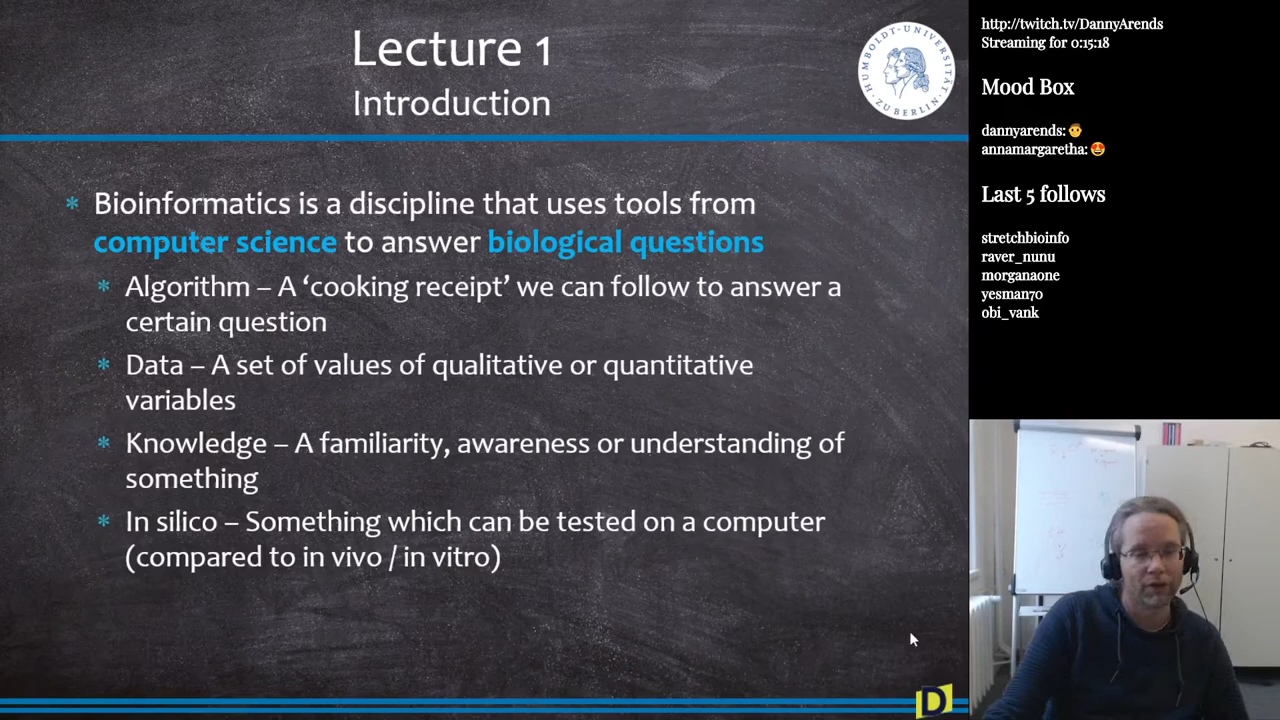 Lecture 1
Introduction
HUMBOLDT-UNIVERSITÄT ZU BERLIN
* Bioinformatics is a discipline that uses tools from
computer science to answer biological questions
* Algorithm – A ‘cooking receipt’ we can follow to answer a
certain question
* Data – A set of values of qualitative or quantitative
variables
* Knowledge – A familiarity, awareness or understanding of
something
* In silico – Something which can be tested on a computer
(compared to in vivo / in vitro)
D
http://twitch.tv/DannyArends
Streaming for 0:15:18
Mood Box
dannyarends:
annamargaretha:
Last 5 follows
stretchbioinfo
raver_nunu
morganaone
yesman70
obi_vank